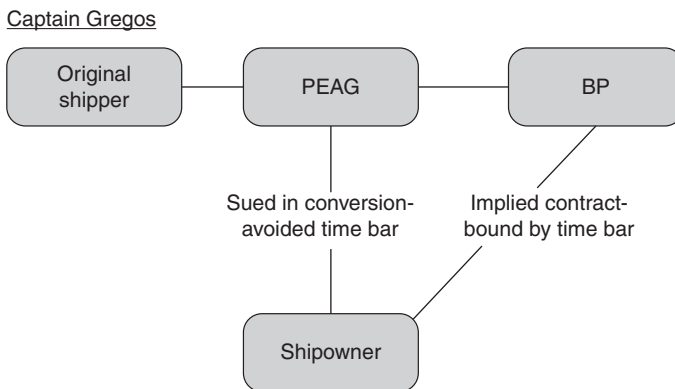 Captain Gregos
Original
shipper
PEAG
BP
Sued in conversion-
avoided time bar
Implied contract-
bound by time bar
Shipowner